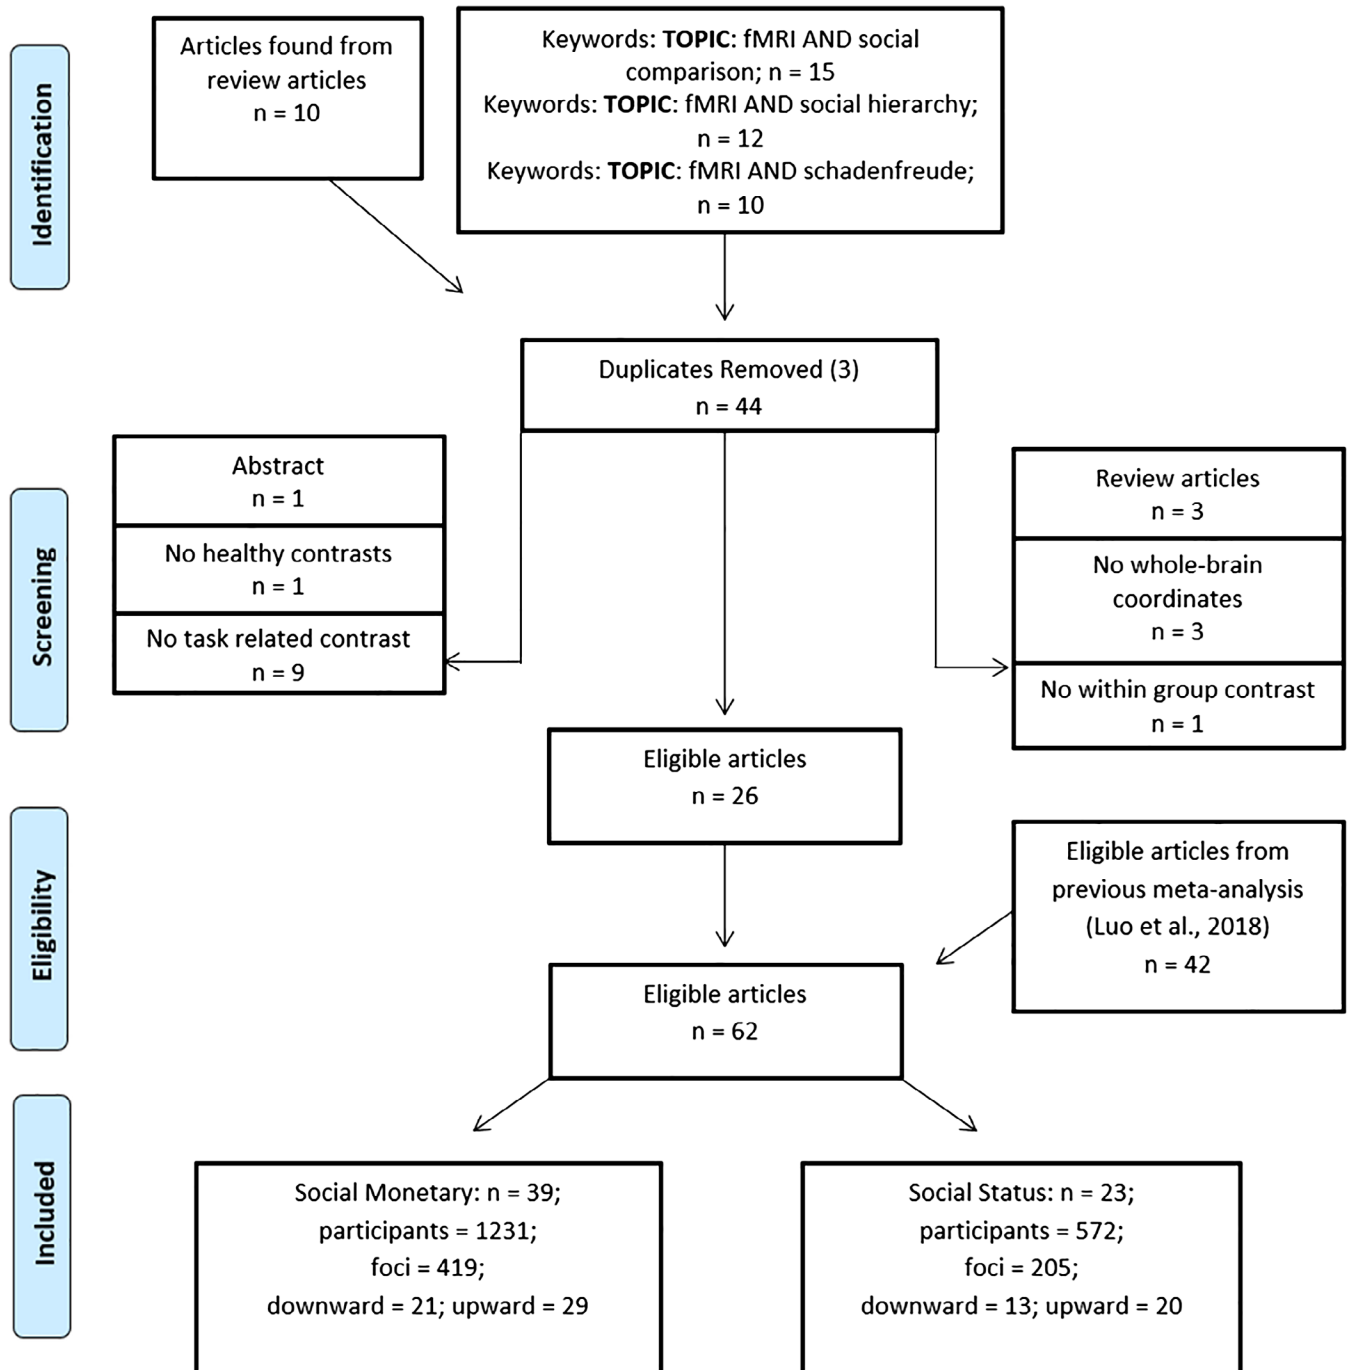 Identification
Articles found from
review articles
n = 10
Keywords: TOPIC: fMRI AND social
comparison; n = 15
Keywords: TOPIC: fMRI AND social hierarchy;
n = 12
Keywords: TOPIC: fMRI AND schadenfreude;
n = 10
Duplicates Removed (3)
n = 44
Screening
Abstract
n = 1
No healthy contrasts
n = 1
No task related contrast
n = 9
Review articles
n = 3
No whole-brain
coordinates
n = 3
No within group contrast
n = 1
Eligible articles
n = 26
Eligibility
Eligible articles from
previous meta-analysis
(Luo et al., 2018)
n = 42
Eligible articles
n = 62
Included
Social Monetary: n = 39;
participants = 1231;
foci = 419;
downward = 21; upward = 29
Social Status: n = 23;
participants = 572;
foci = 205;
downward = 13; upward = 20